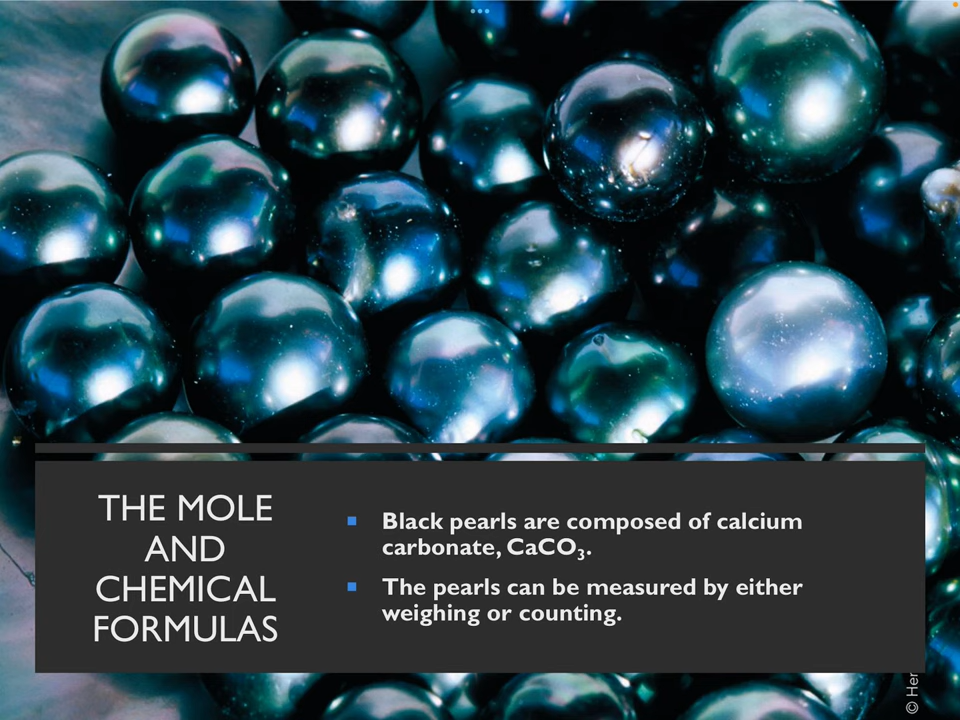 THE MOLE
AND
CHEMICAL
FORMULAS
▪ Black pearls are composed of calcium
carbonate, CaCO₃.
▪ The pearls can be measured by either
weighing or counting.
© Her